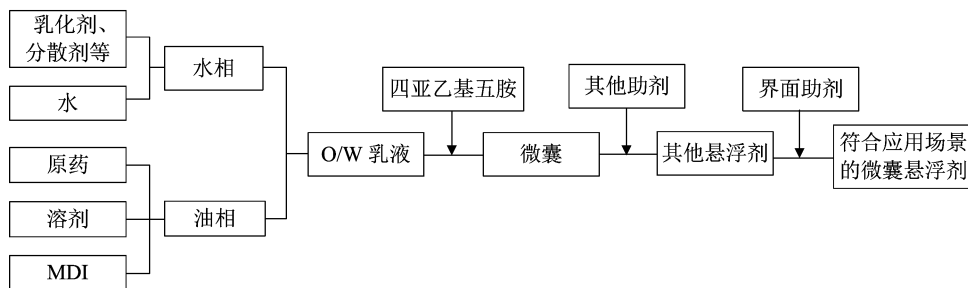 乳化剂、
分散剂等
水
水相
原药
溶剂
MDI
油相
O/W 乳液
四亚乙基五胺
微囊
其他助剂
其他悬浮剂
界面助剂
符合应用场景
的微囊悬浮剂